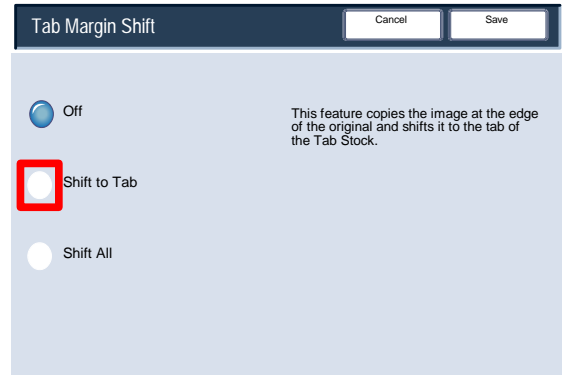 Tab Margin Shift
Cancel
Save
Off
This feature copies the image at the edge
of the original and shifts it to the tab of
the Tab Stock.
Shift to Tab
Shift All